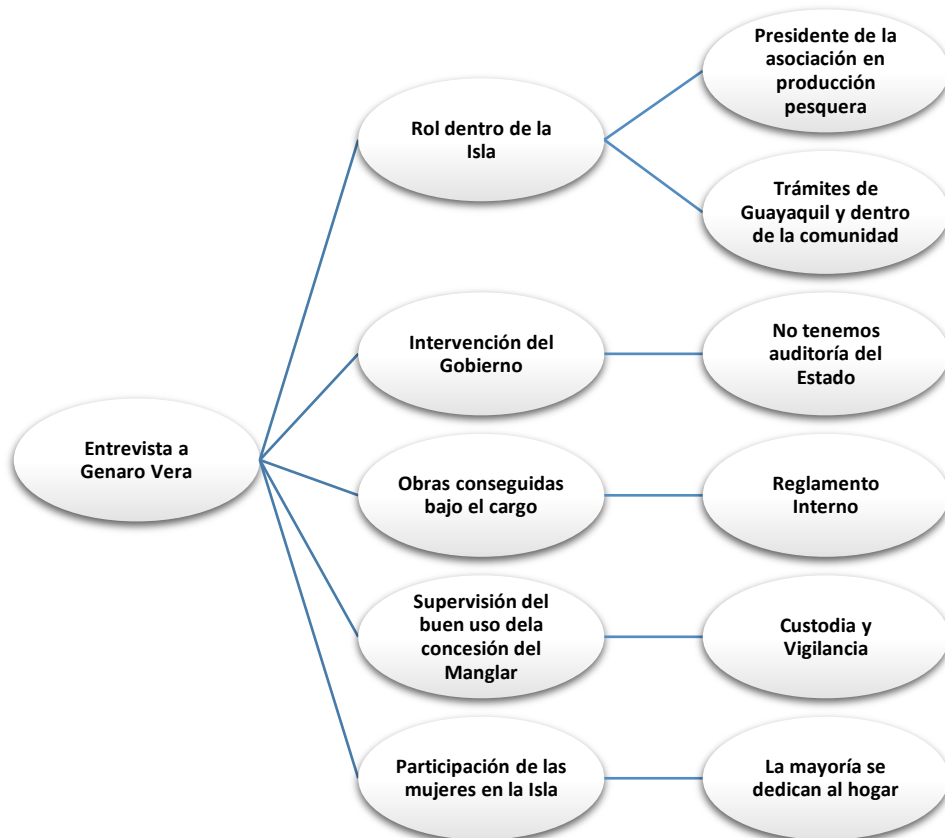 Entrevista a
Genaro Vera
Rol dentro de la
Isla
Presidente de la
asociación en
producción
pesquera
Trámites de
Guayaquil y dentro
de la comunidad
Intervención del
Gobierno
No tenemos
auditoría del
Estado
Obras conseguidas
bajo el cargo
Reglamento
Interno
Supervisión del
buen uso dela
concesión del
Manglar
Custodia y
Vigilancia
Participación de las
mujeres en la Isla
La mayoría se
dedican al hogar